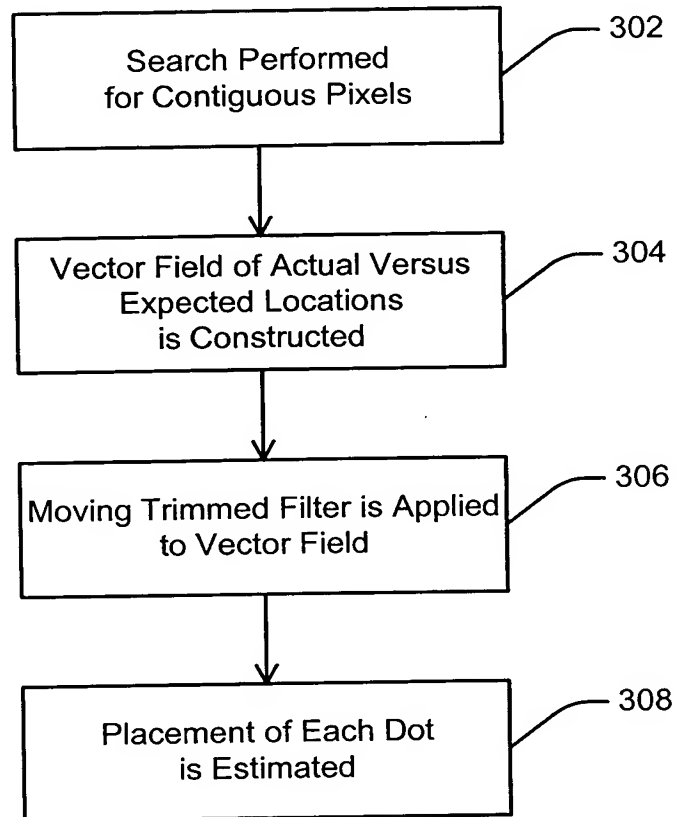 302
Search Performed
for Contiguous Pixels
304
Vector Field of Actual Versus
Expected Locations
is Constructed
306
Moving Trimmed Filter is Applied
to Vector Field
308
Placement of Each Dot
is Estimated